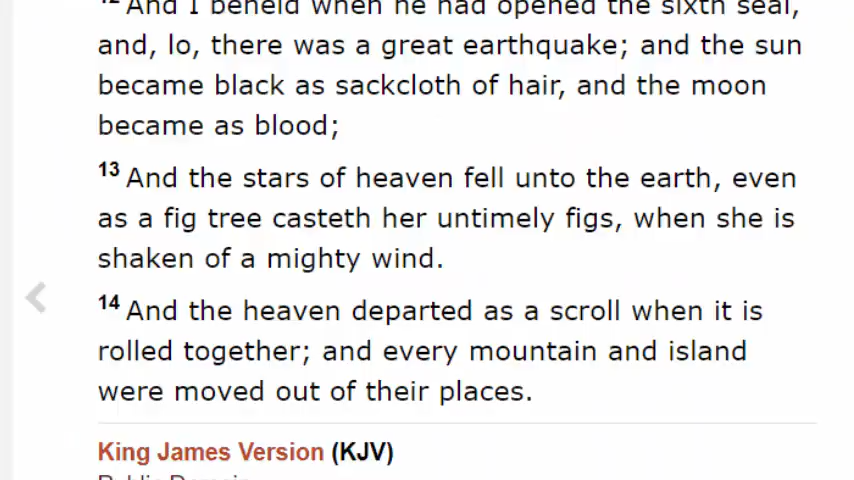 12 And I beheld when he had opened the sixth seal,
and, lo, there was a great earthquake; and the sun
became black as sackcloth of hair, and the moon
became as blood;
13 And the stars of heaven fell unto the earth, even
as a fig tree casteth her untimely figs, when she is
shaken of a mighty wind.
14 And the heaven departed as a scroll when it is
rolled together; and every mountain and island
were moved out of their places.
King James Version (KJV)
Public Domain